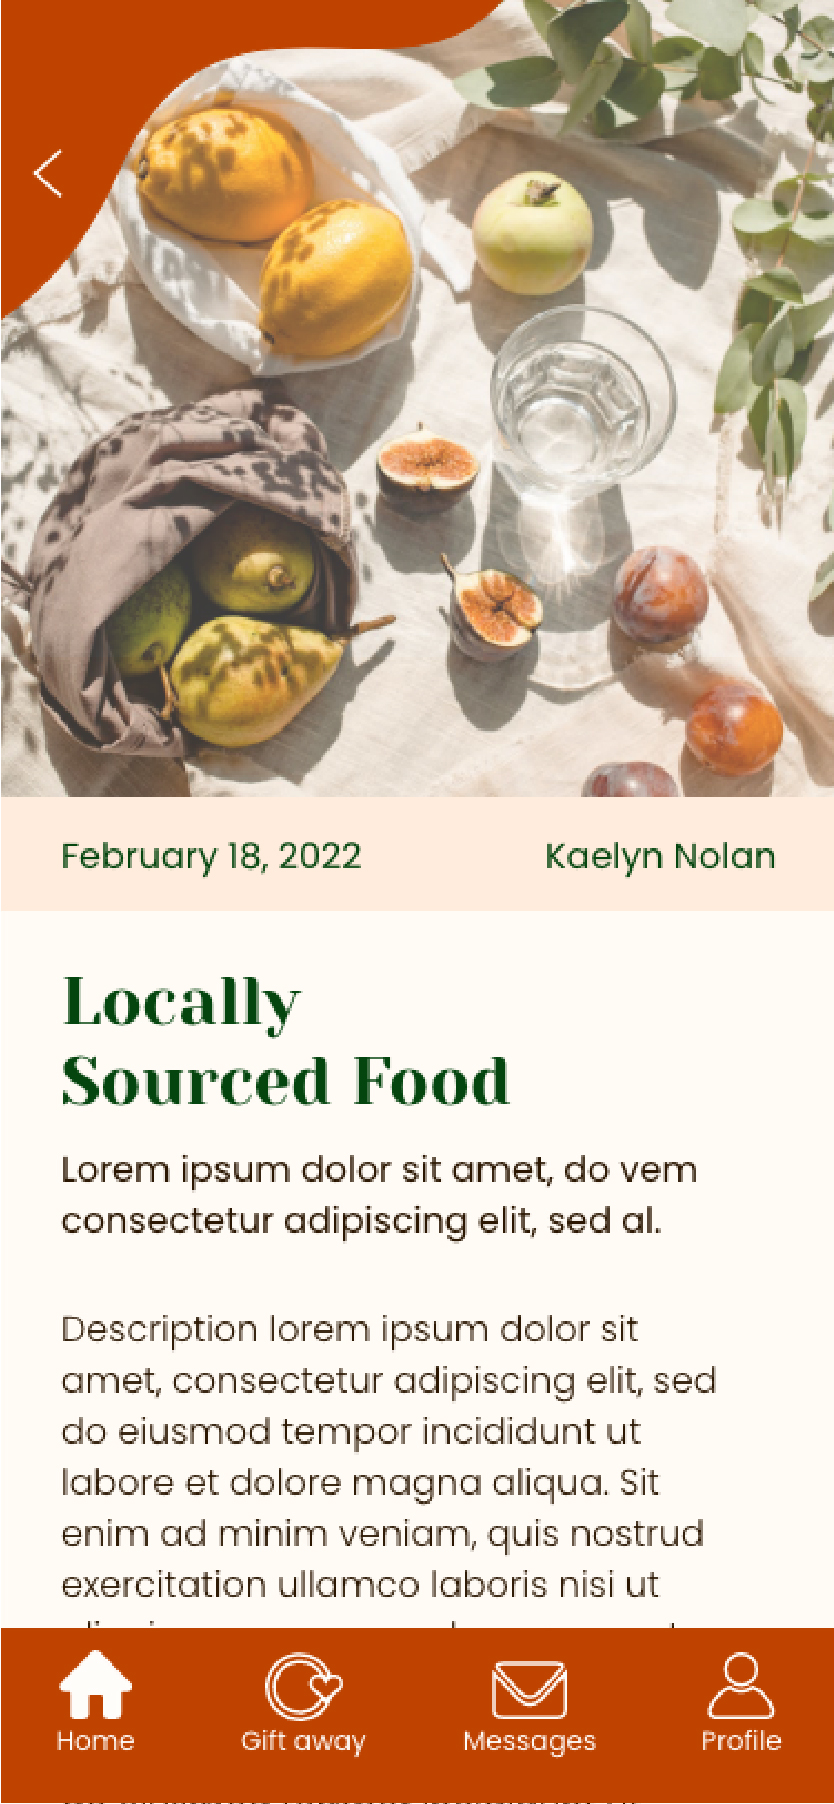 February 18, 2022 Kaelyn Nolan
Locally
Sourced Food
Lorem ipsum dolor sit amet, do vem
consectetur adipiscing elit, sed al.
Description lorem ipsum dolor sit
amet, consectetur adipiscing elit, sed
do eiusmod tempor incididunt ut
labore et dolore magna aliqua. Sit
enim ad minim veniam, quis nostrud
exercitation ullamco laboris nisi ut
Home Gift away Messages Profile